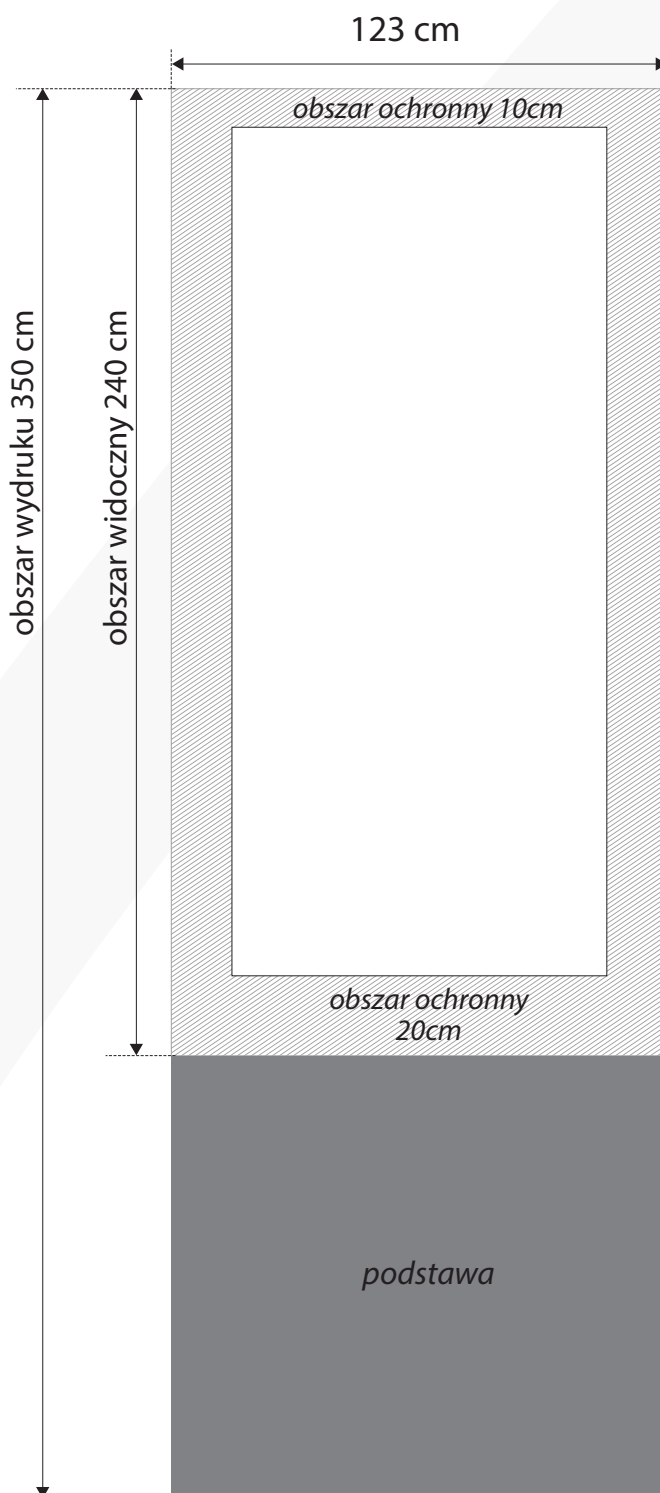 123 cm
obszar ochronny 10cm
obszar wydruku 350 cm
obszar widoczny 240 cm
obszar ochronny
20cm
podstawa